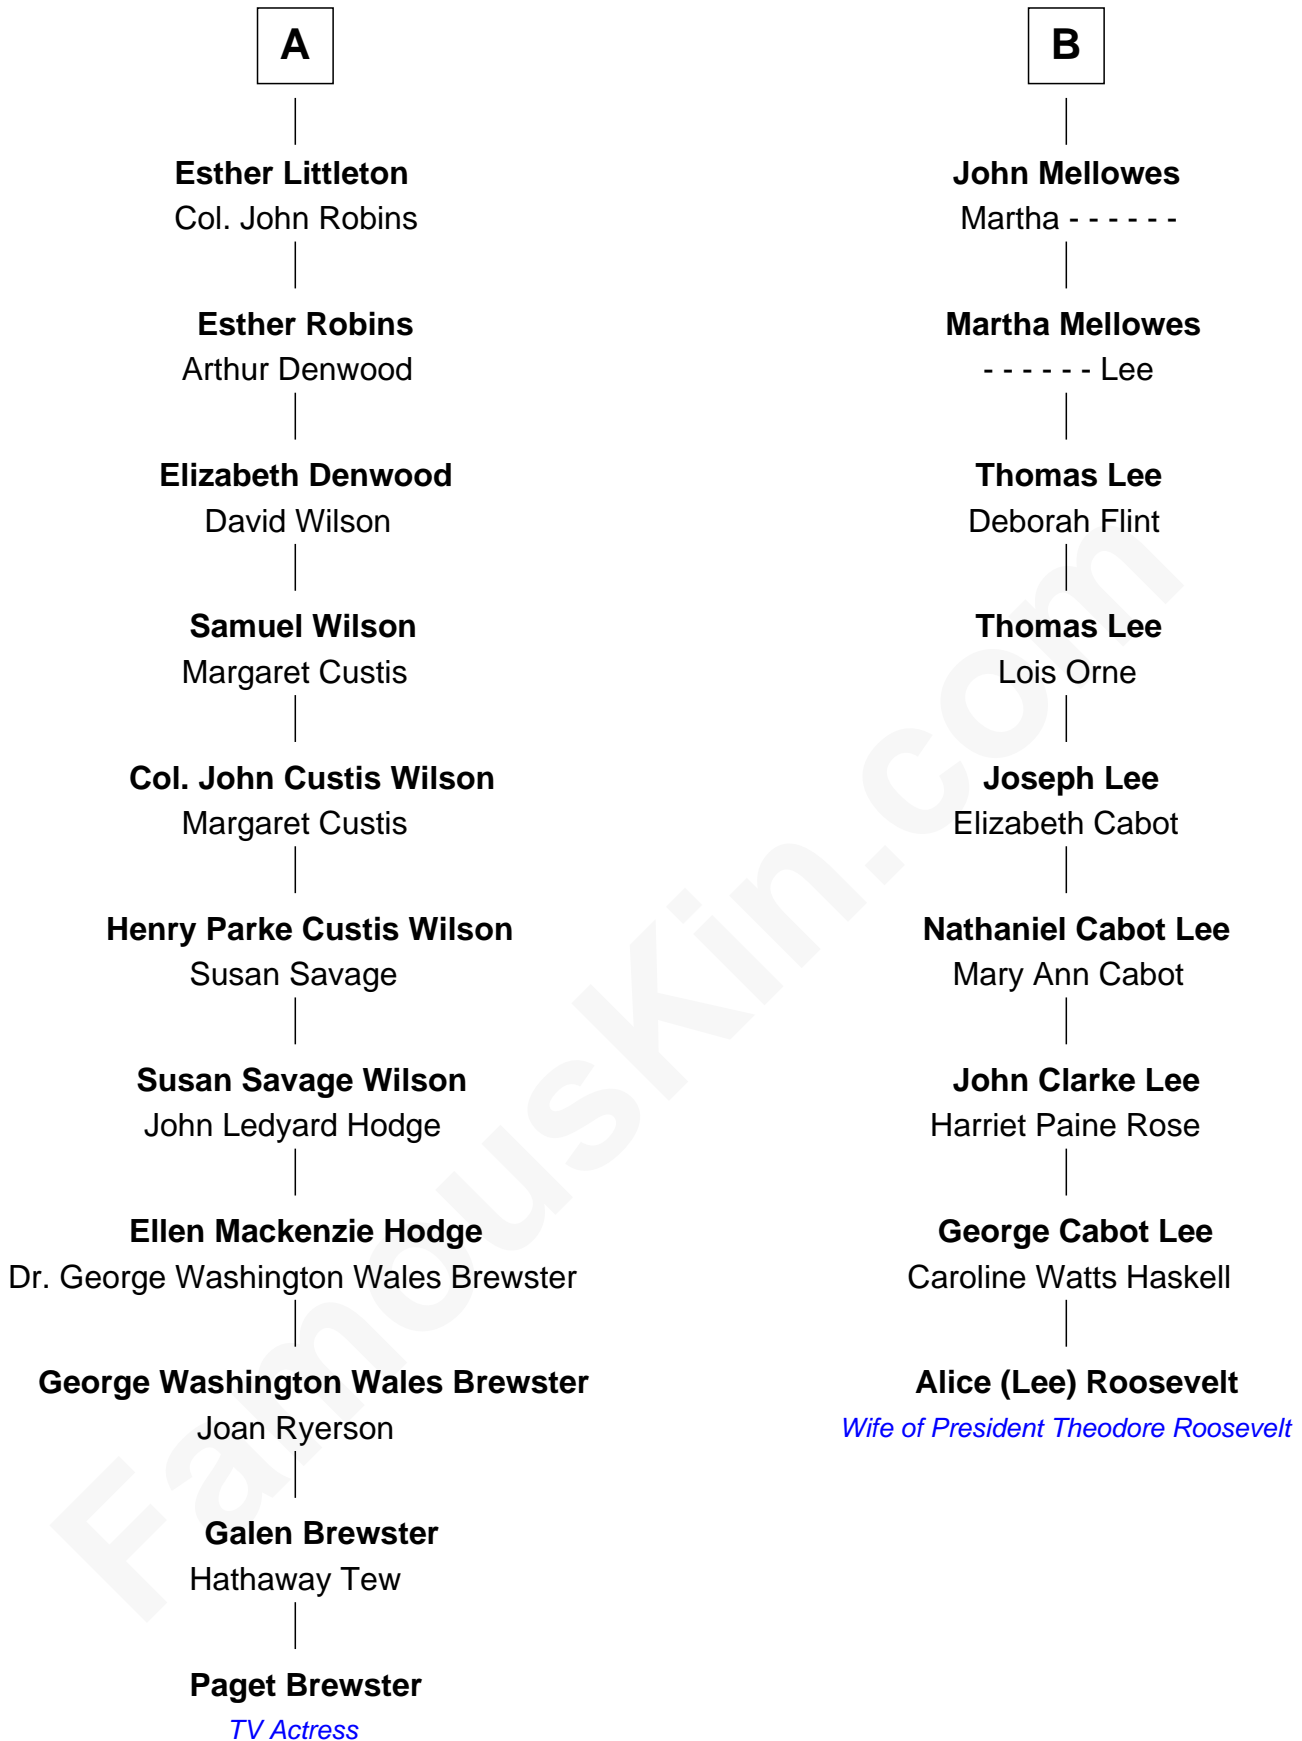 A
Esther Littleton
Col. John Robins
Esther Robins
Arthur Denwood
Elizabeth Denwood
David Wilson
Samuel Wilson
Margaret Custis
Col. John Custis Wilson
Margaret Custis
Henry Parke Custis Wilson
Susan Savage
Susan Savage Wilson
John Ledyard Hodge
Ellen Mackenzie Hodge
Dr. George Washington Wales Brewster
George Washington Wales Brewster
Joan Ryerson
Galen Brewster
Hathaway Tew
Paget Brewster
TV Actress
B
John Mellowes
Martha - - - - - -
Martha Mellowes
- - - - - - Lee
Thomas Lee
Deborah Flint
Thomas Lee
Lois Orne
Joseph Lee
Elizabeth Cabot
Nathaniel Cabot Lee
Mary Ann Cabot
John Clarke Lee
Harriet Paine Rose
George Cabot Lee
Caroline Watts Haskell
Alice (Lee) Roosevelt
Wife of President Theodore Roosevelt
FamousKin.com